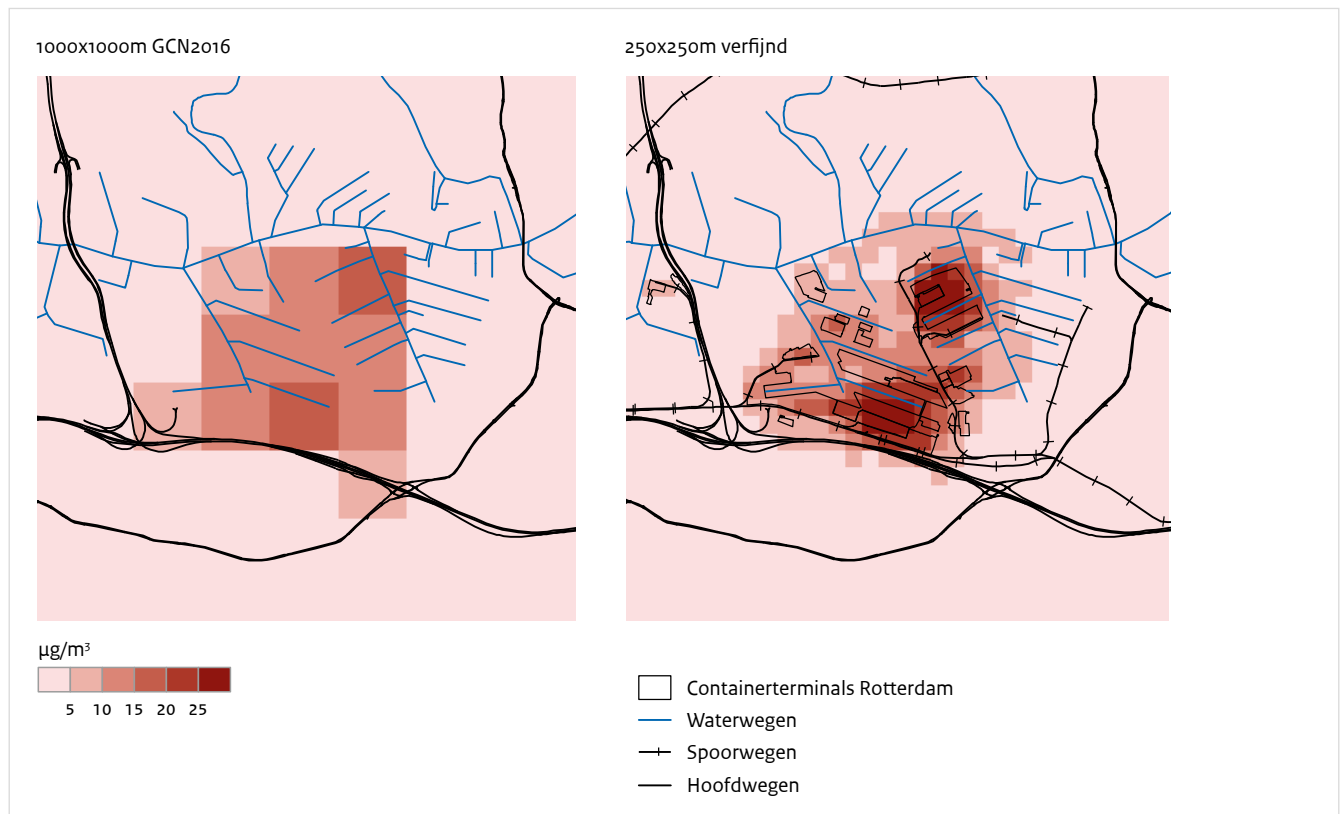 1000x1000m GCN2016
250x250m verfijnd
µg/m³
5 10 15 20 25
Containerterminals Rotterdam
Waterwegen
Spoorwegen
Hoofdwegen